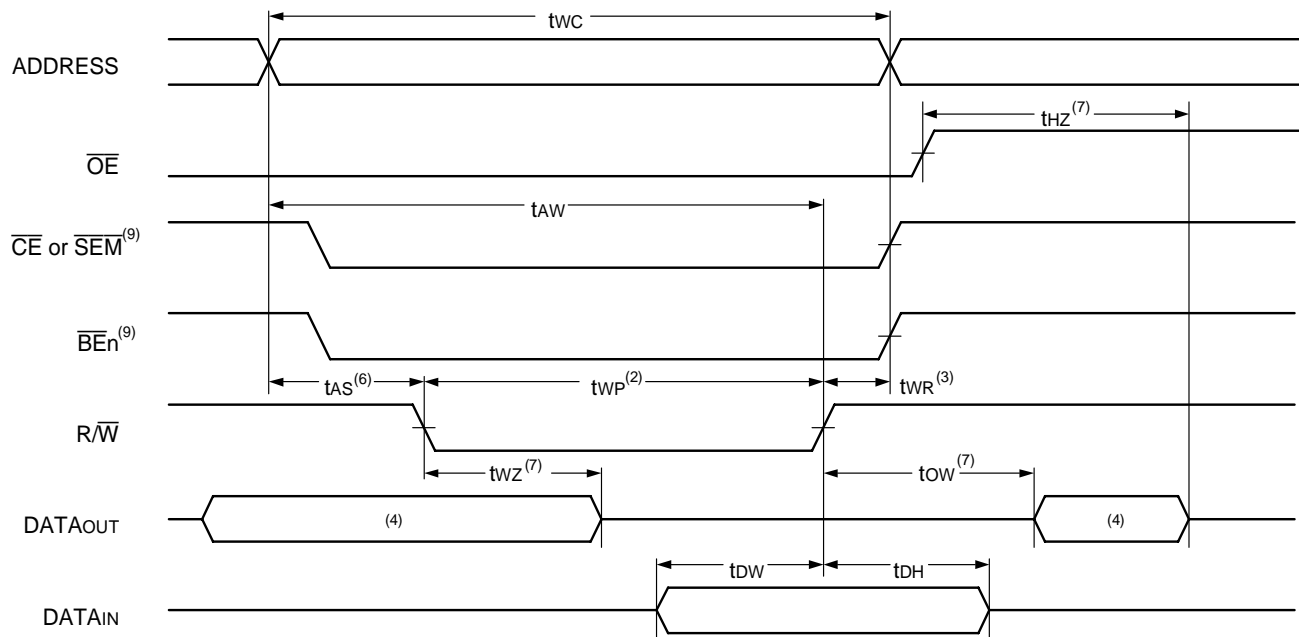 tWC
ADDRESS
tHZ(7)
OE
tAW
CE or SEM(9)
BEn(9)
tAS(6) tWP(2) tWR(3)
R/W
tWZ(7) tOW(7)
DATAOUT (4) (4)
tDW tDH
DATAIN